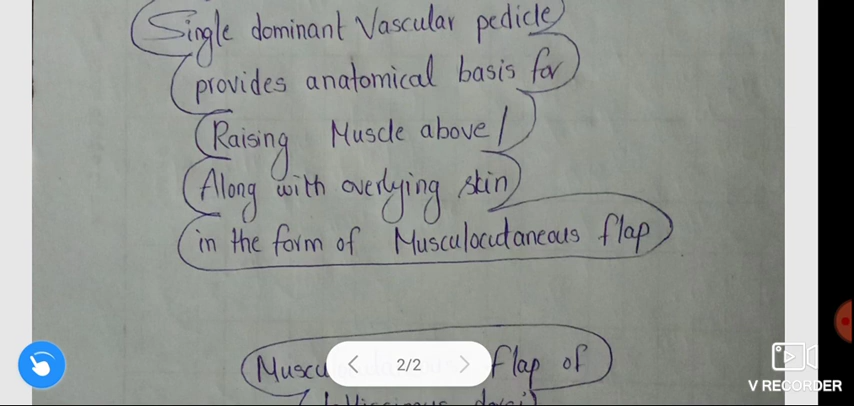 Single dominant Vascular pedicle
provides anatomical basis for
Raising Muscle above /
Along with overlying skin
in the form of Musculocutaneous flap
flap of
2/2
V RECORDER